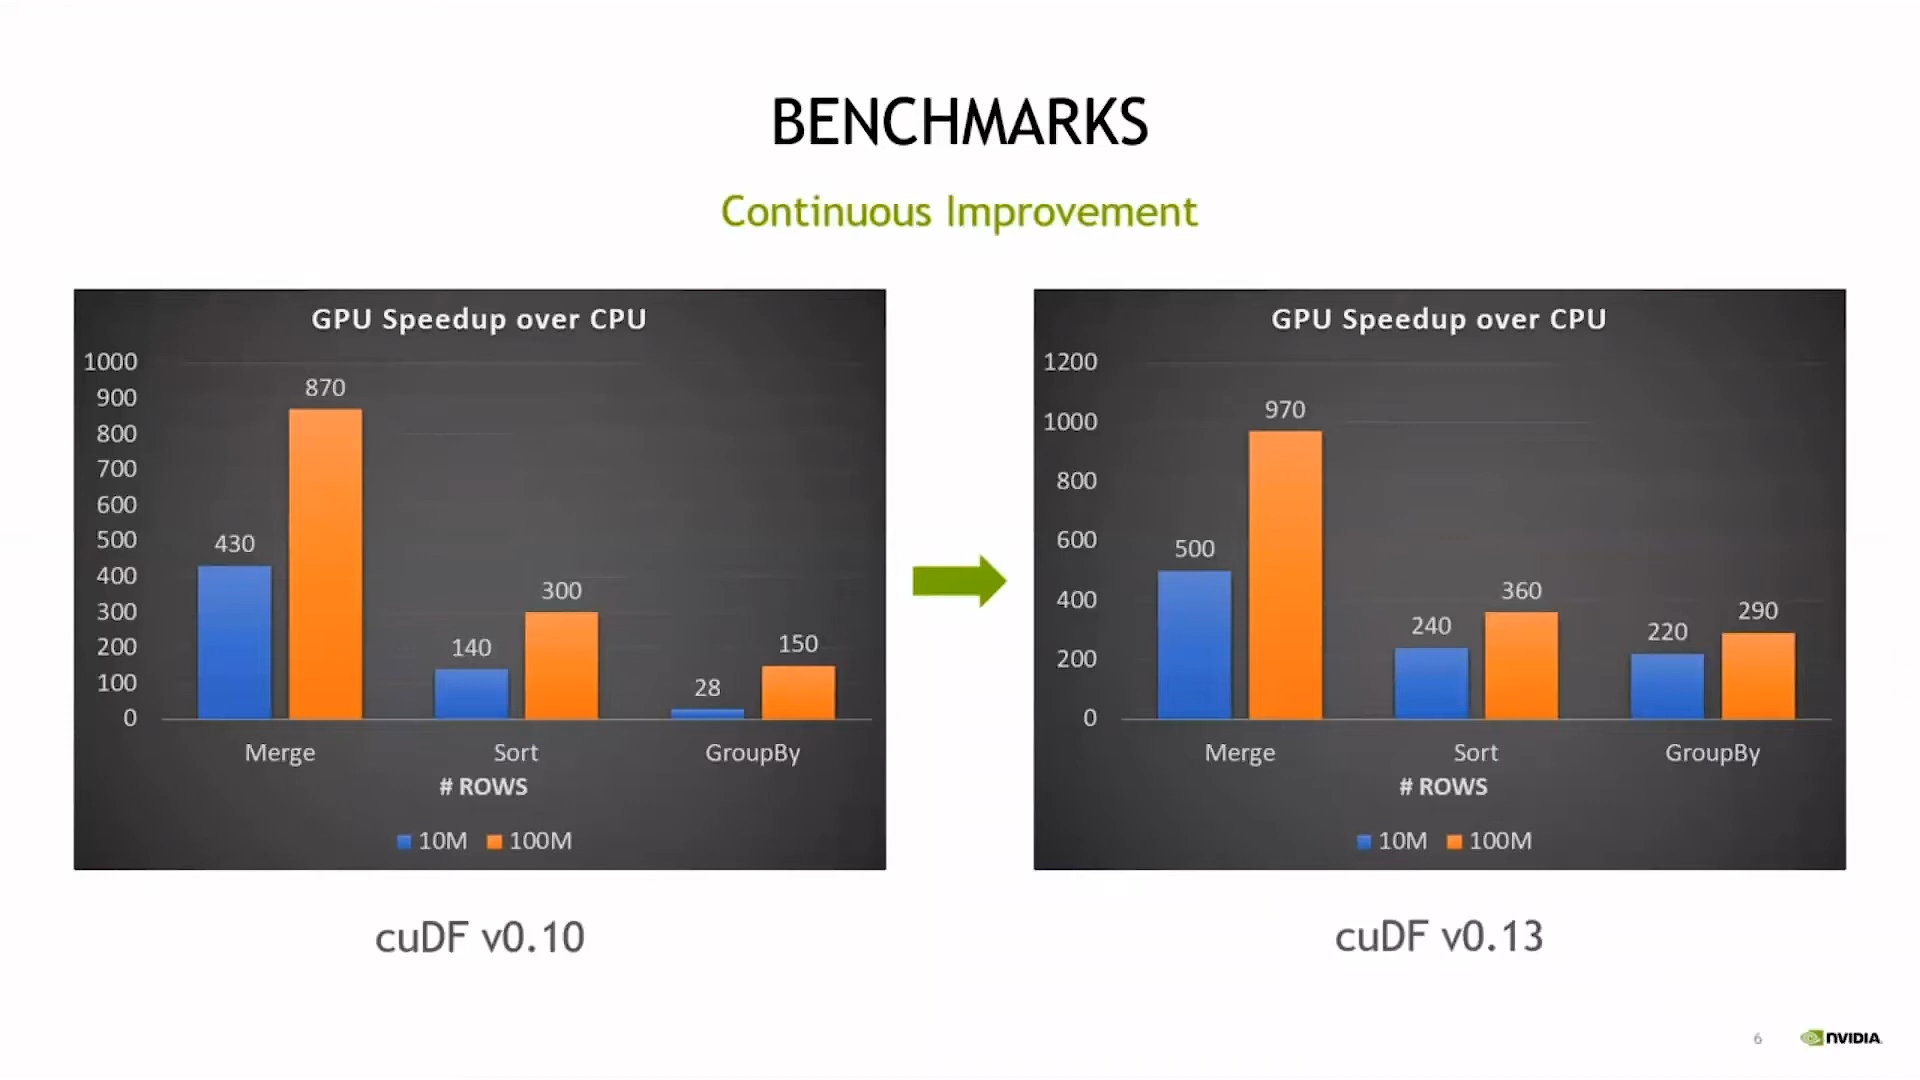 BENCHMARKS
Continuous Improvement
GPU Speedup over CPU
1000
900
800
700
600
500
400
300
200
100
0
430
870
140
300
28
150
Merge
Sort
GroupBy
# ROWS
10M
100M
cuDF v0.10
GPU Speedup over CPU
1200
1000
800
600
400
200
0
500
970
240
360
220
290
Merge
Sort
GroupBy
# ROWS
10M
100M
cuDF v0.13
6
NVIDIA